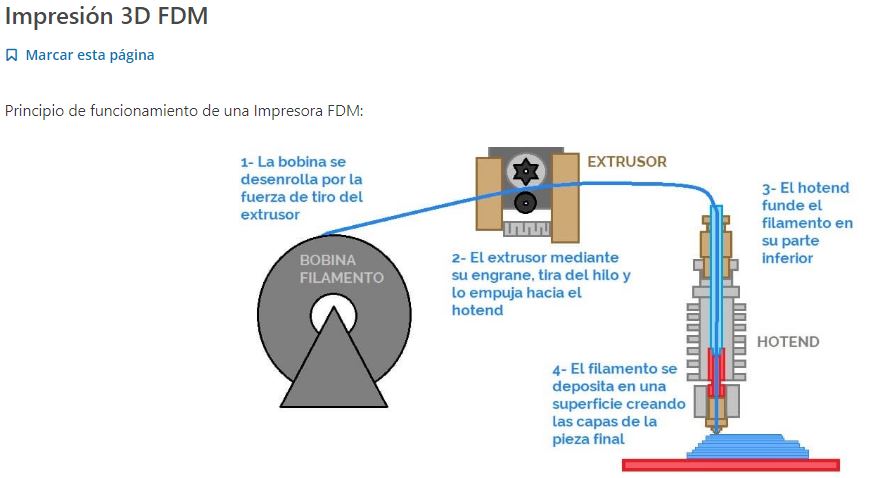 Impresión 3D FDM
Marcar esta página
Principio de funcionamiento de una Impresora FDM:
1- La bobina se
desenrolla por la
fuerza de tiro del
extrusor
EXTRUSOR
3- El hotend
funde el
filamento en
su parte
inferior
BOBINA
FILAMENTO
2- El extrusor mediante
su engrane, tira del hilo y
lo empuja hacia el
hotend
HOTEND
4- El filamento se
deposita en una
superficie creando
las capas de la
pieza final